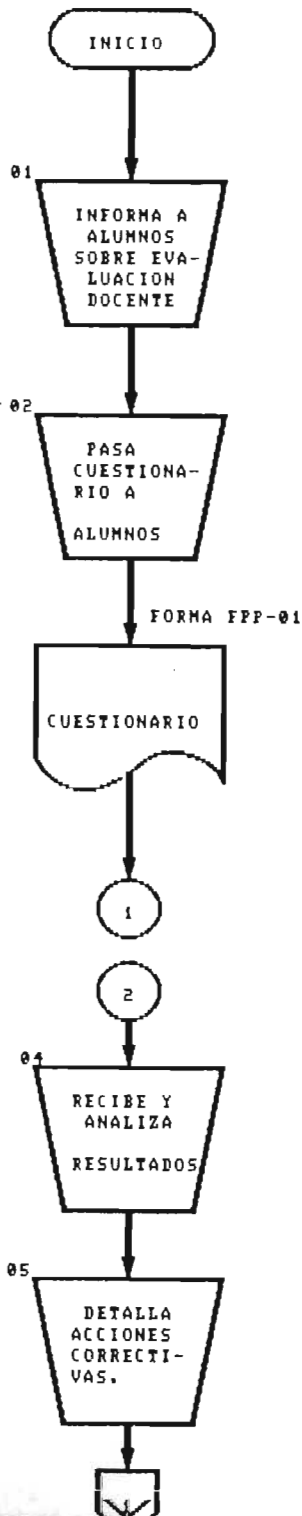 INICIO
01
INFORMA A
ALUMNOS
SOBRE EVA-
LUACION
DOCENTE
02
PASA
CUESTIONA-
RIO A
ALUMNOS
FORMA FPP-01
CUESTIONARIO
1
2
04
RECIBE Y
ANALIZA
RESULTADOS
05
DETALLA
ACCIONES
CORRECTI-
VAS.